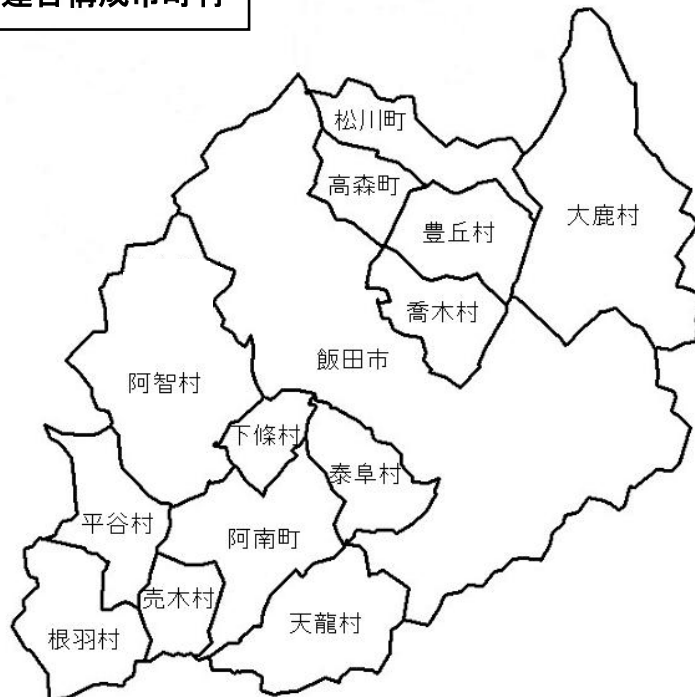 連合構成市町村
松川町
高森町
大鹿村
豊丘村
喬木村
飯田市
阿智村
下條村
泰阜村
平谷村
阿南町
売木村
天龍村
根羽村